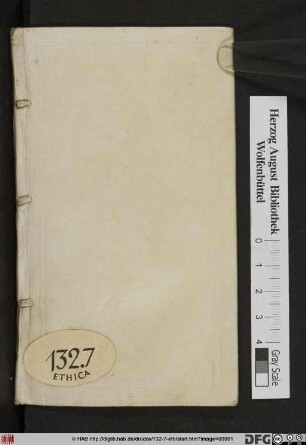 132.7
ETHICA
Herzog August Bibliothek
Wolfenbüttel
0 1 2 3 4
Gray Scale
© HAB http://diglib.hab.de/drucke/132-7-eth/start.htm?image=00001
DFG